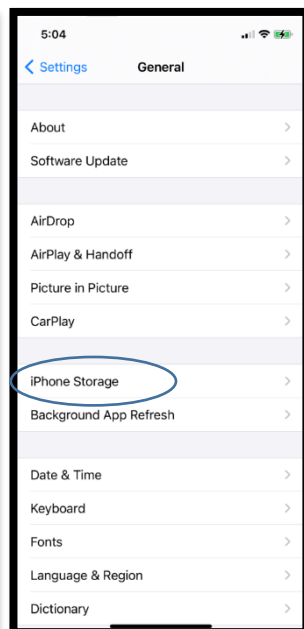 5:04
Settings General
About
Software Update
AirDrop
AirPlay & Handoff
Picture in Picture
CarPlay
iPhone Storage
Background App Refresh
Date & Time
Keyboard
Fonts
Language & Region
Dictionary